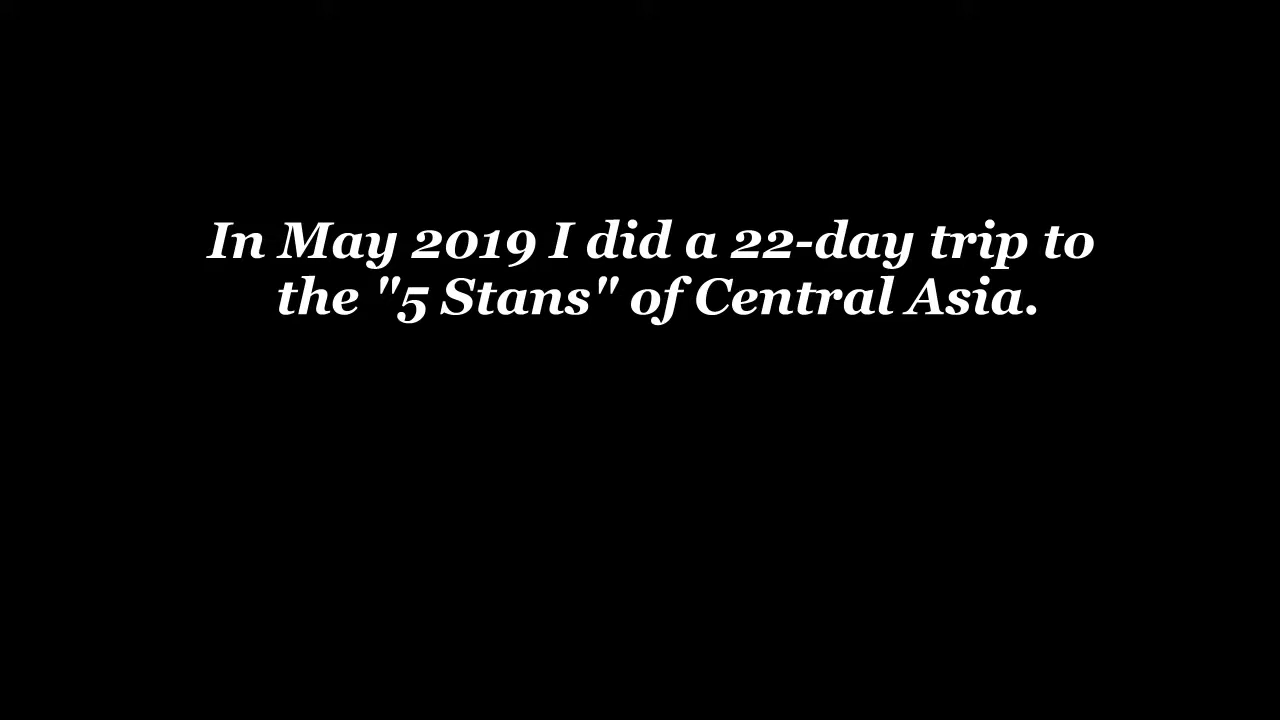 In May 2019 I did a 22-day trip to
the "5 Stans" of Central Asia.